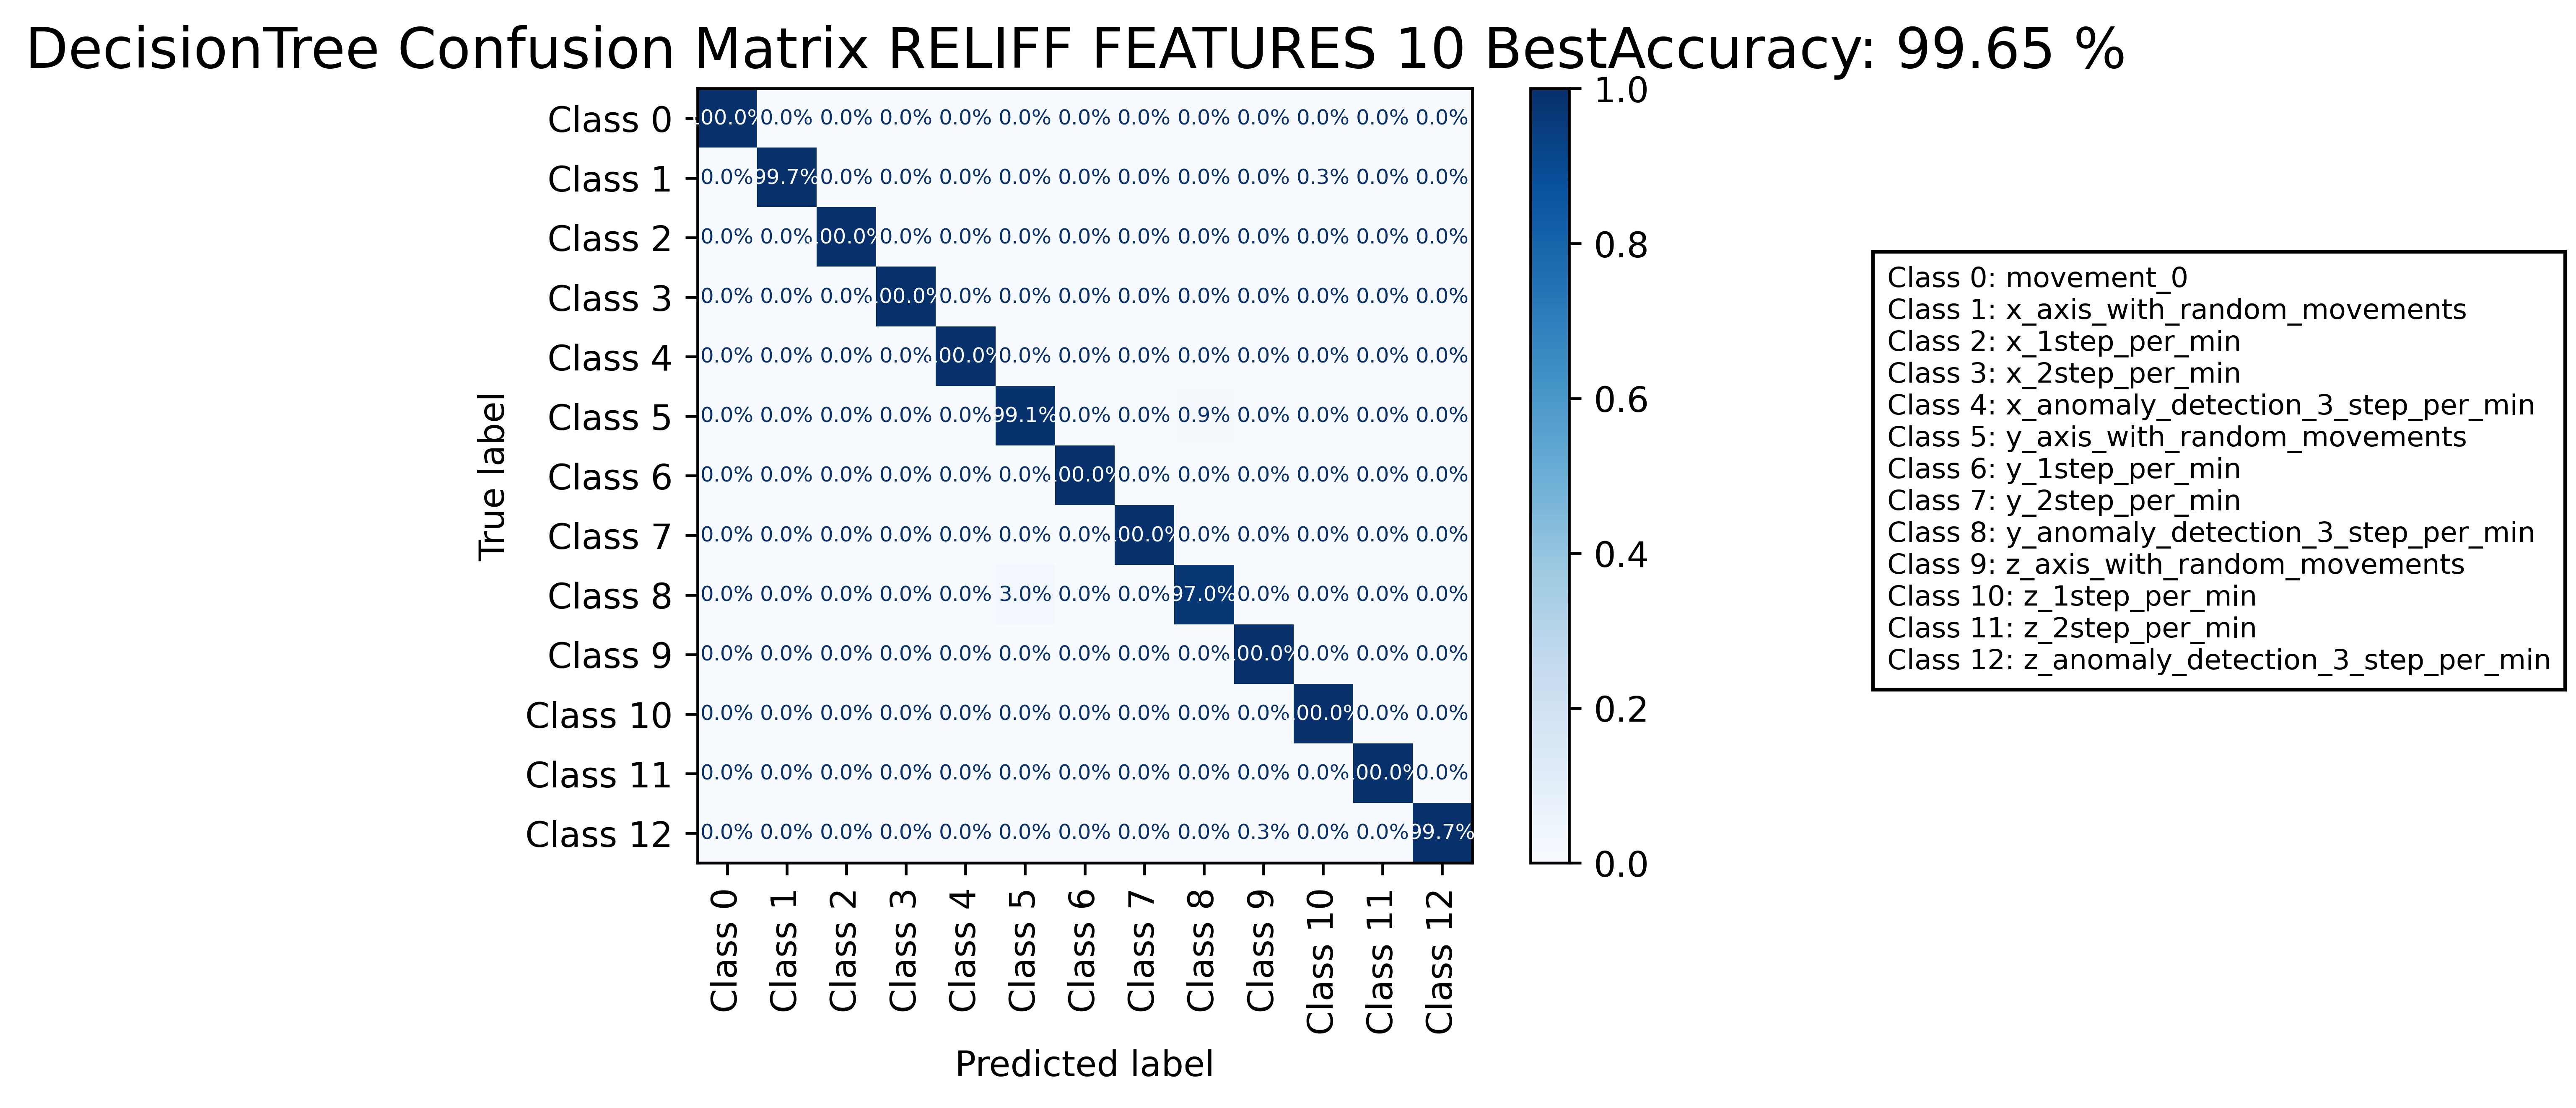 DecisionTree Confusion Matrix RELIFF FEATURES 10 BestAccuracy: 99.65 %
Class 0 100.0% 0.0% 0.0% 0.0% 0.0% 0.0% 0.0% 0.0% 0.0% 0.0% 0.0% 0.0% 0.0%
Class 1 0.0% 99.7% 0.0% 0.0% 0.0% 0.0% 0.0% 0.0% 0.0% 0.0% 0.3% 0.0% 0.0%
Class 2 0.0% 0.0% 100.0% 0.0% 0.0% 0.0% 0.0% 0.0% 0.0% 0.0% 0.0% 0.0% 0.0%
Class 3 0.0% 0.0% 0.0% 100.0% 0.0% 0.0% 0.0% 0.0% 0.0% 0.0% 0.0% 0.0% 0.0%
Class 4 0.0% 0.0% 0.0% 0.0% 100.0% 0.0% 0.0% 0.0% 0.0% 0.0% 0.0% 0.0% 0.0%
Class 5 0.0% 0.0% 0.0% 0.0% 0.0% 99.1% 0.0% 0.0% 0.9% 0.0% 0.0% 0.0% 0.0%
Class 6 0.0% 0.0% 0.0% 0.0% 0.0% 0.0% 100.0% 0.0% 0.0% 0.0% 0.0% 0.0% 0.0%
Class 7 0.0% 0.0% 0.0% 0.0% 0.0% 0.0% 0.0% 100.0% 0.0% 0.0% 0.0% 0.0% 0.0%
Class 8 0.0% 0.0% 0.0% 0.0% 0.0% 3.0% 0.0% 0.0% 97.0% 0.0% 0.0% 0.0% 0.0%
Class 9 0.0% 0.0% 0.0% 0.0% 0.0% 0.0% 0.0% 0.0% 0.0% 100.0% 0.0% 0.0% 0.0%
Class 10 0.0% 0.0% 0.0% 0.0% 0.0% 0.0% 0.0% 0.0% 0.0% 0.0% 100.0% 0.0% 0.0%
Class 11 0.0% 0.0% 0.0% 0.0% 0.0% 0.0% 0.0% 0.0% 0.0% 0.0% 0.0% 100.0% 0.0%
Class 12 0.0% 0.0% 0.0% 0.0% 0.0% 0.0% 0.0% 0.0% 0.0% 0.3% 0.0% 0.0% 99.7%
True label
Class 0
Class 1
Class 2
Class 3
Class 4
Class 5
Class 6
Class 7
Class 8
Class 9
Class 10
Class 11
Class 12
Predicted label
1.0
0.8
0.6
0.4
0.2
0.0
Class 0: movement_0
Class 1: x_axis_with_random_movements
Class 2: x_1step_per_min
Class 3: x_2step_per_min
Class 4: x_anomaly_detection_3_step_per_min
Class 5: y_axis_with_random_movements
Class 6: y_1step_per_min
Class 7: y_2step_per_min
Class 8: y_anomaly_detection_3_step_per_min
Class 9: z_axis_with_random_movements
Class 10: z_1step_per_min
Class 11: z_2step_per_min
Class 12: z_anomaly_detection_3_step_per_min